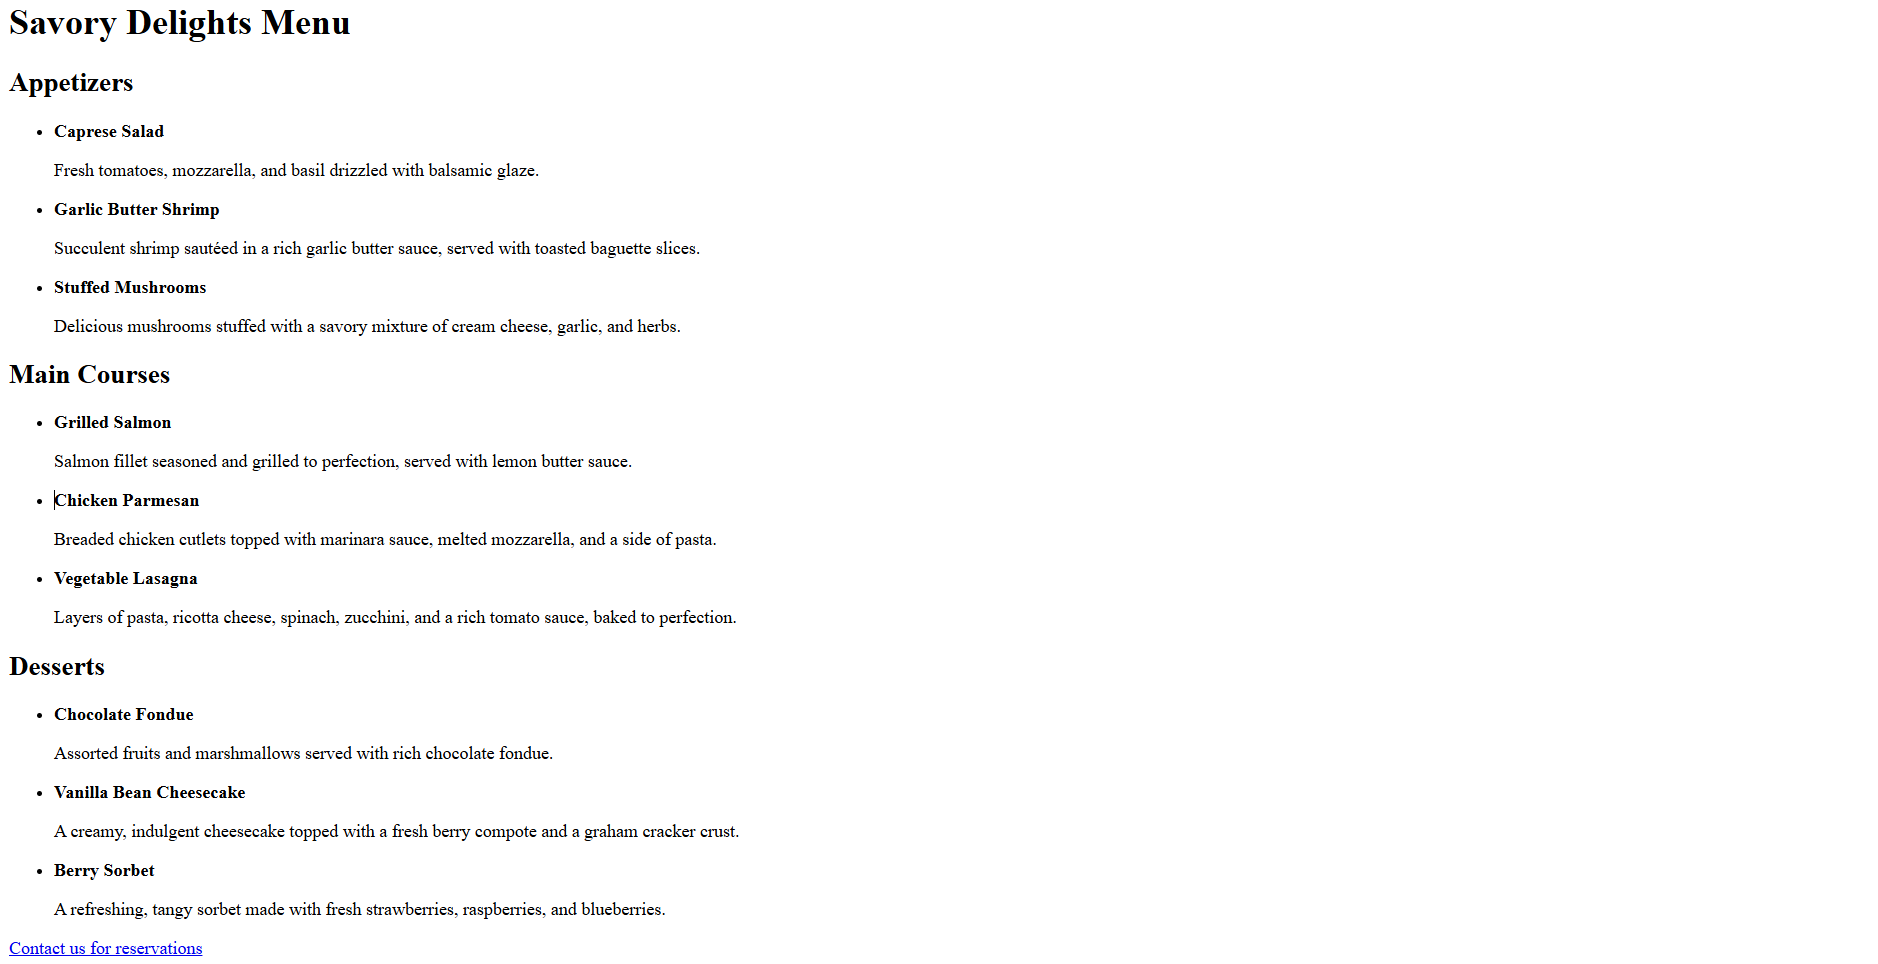 Savory Delights Menu
Appetizers
Caprese Salad
Fresh tomatoes, mozzarella, and basil drizzled with balsamic glaze.
Garlic Butter Shrimp
Succulent shrimp sautéed in a rich garlic butter sauce, served with toasted baguette slices.
Stuffed Mushrooms
Delicious mushrooms stuffed with a savory mixture of cream cheese, garlic, and herbs.
Main Courses
Grilled Salmon
Salmon fillet seasoned and grilled to perfection, served with lemon butter sauce.
Chicken Parmesan
Breaded chicken cutlets topped with marinara sauce, melted mozzarella, and a side of pasta.
Vegetable Lasagna
Layers of pasta, ricotta cheese, spinach, zucchini, and a rich tomato sauce, baked to perfection.
Desserts
Chocolate Fondue
Assorted fruits and marshmallows served with rich chocolate fondue.
Vanilla Bean Cheesecake
A creamy, indulgent cheesecake topped with a fresh berry compote and a graham cracker crust.
Berry Sorbet
A refreshing, tangy sorbet made with fresh strawberries, raspberries, and blueberries.
Contact us for reservations